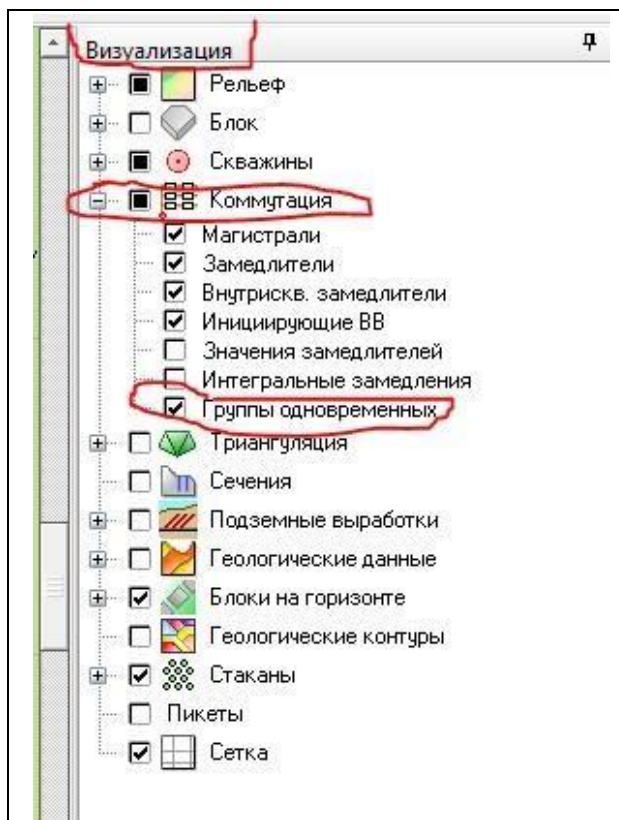 Визуализация
Рельеф
Блок
Скважины
Коммутация
Магистрали
Замедлители
Внутрискв. замедлители
Инициирующие ВВ
Значения замедлителей
Интегральные замедления
Группы одновременных
Триангуляция
Сечения
Подземные выработки
Геологические данные
Блоки на горизонте
Геологические контуры
Стаканы
Пикеты
Сетка